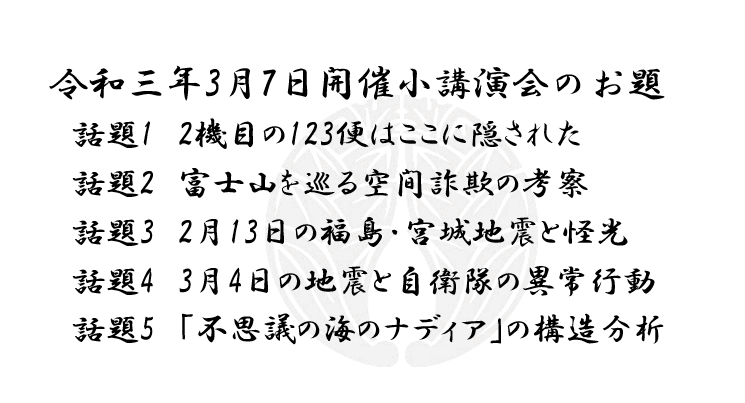 令和三年3月7日開催小講演会のお題
話題1 2機目の123便はここに隠された
話題2 富士山を巡る空间詐欺の考察
話題3 2月13日の福島・宮城地震と怪光
話題4 3月4日の地震と自衛隊の異常行動
話題5 「不思議の海のナディア」の構造分析